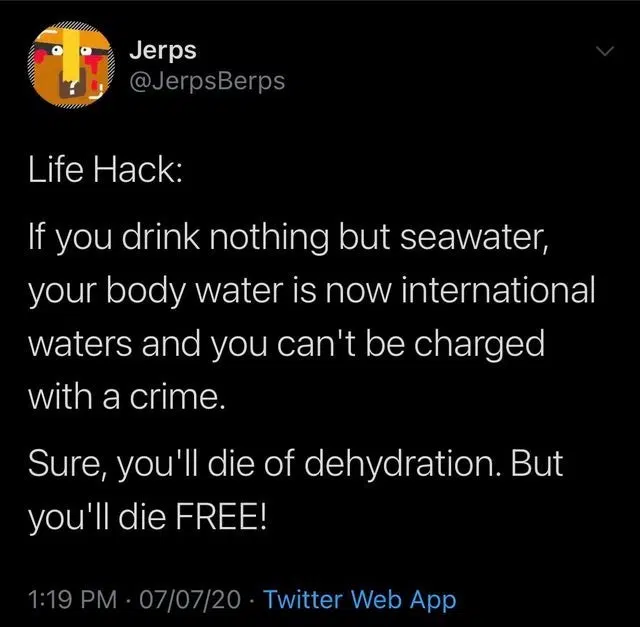 Jerps
@JerpsBerps
Life Hack:
If you drink nothing but seawater,
your body water is now international
waters and you can't be charged
with a crime.
Sure, you'll die of dehydration. But
you'll die FREE!
1:19 PM · 07/07/20 · Twitter Web App